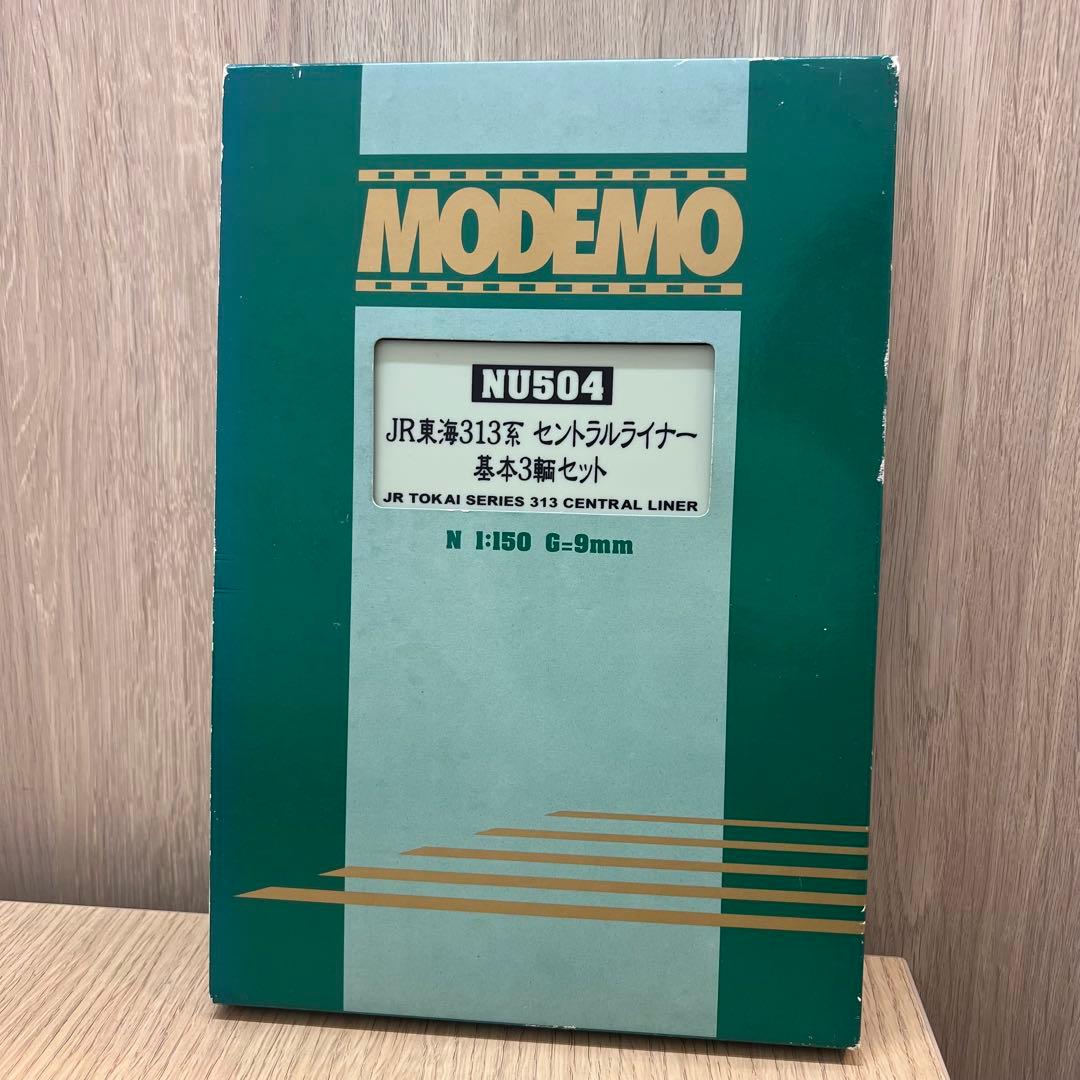 MODEMO
NU504
JR東海313系 セントラルライナー
基本3輌セット
JR TOKAI SERIES 313 CENTRAL LINER
N 1:150 G=9mm